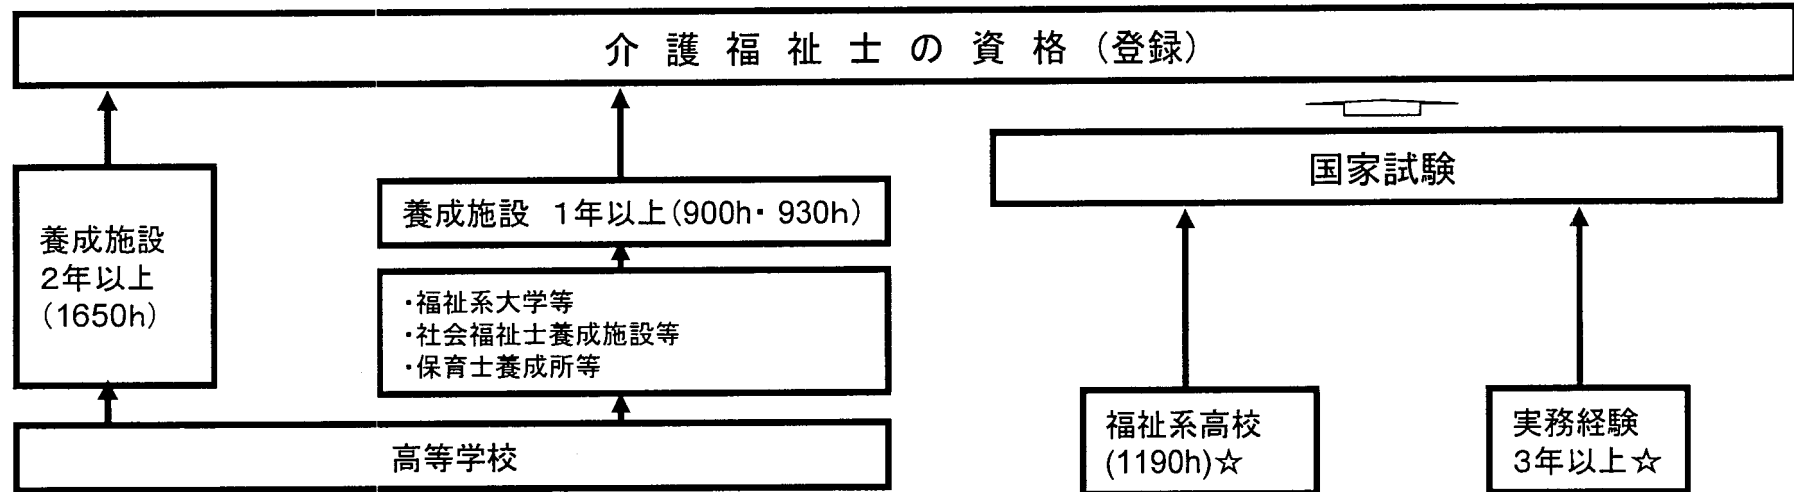 介護福祉士の資格（登録）
国家試験
養成施設
2年以上
（1650h）
養成施設　1年以上（900h・930h）
・福祉系大学等
・社会福祉士養成施設等
・保育士養成所等
高等学校
福祉系高校
(1190h)☆
実務経験
3年以上☆